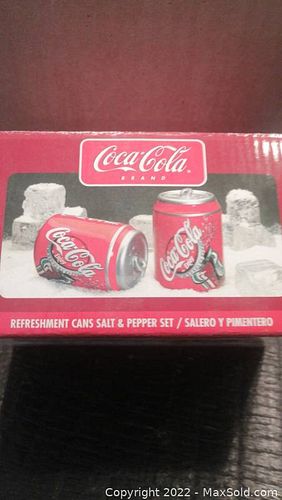 Coca-Cola
BRAND
Coca-Cola
Coca-Cola
REFRESHMENT CANS SALT & PEPPER SET / SALERO Y PIMENTERO
Copyright 2022 - MaxSold.com